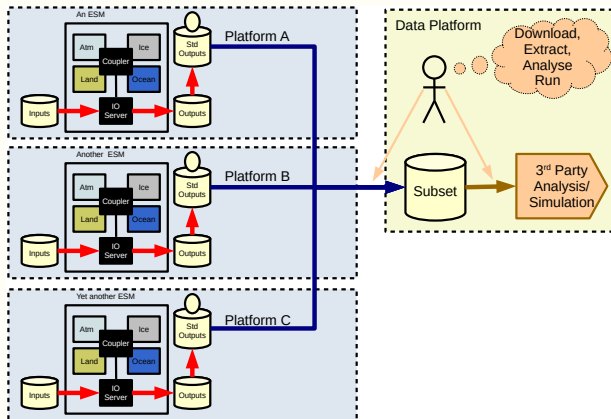 An ESM
Atm
Ice
Coupler
Land
Ocean
IO
Server
Inputs
Outputs
Std
Outputs
Platform A
Another ESM
Atm
Ice
Coupler
Land
Ocean
IO
Server
Inputs
Outputs
Std
Outputs
Platform B
Yet another ESM
Atm
Ice
Coupler
Land
Ocean
IO
Server
Inputs
Outputs
Std
Outputs
Platform C
Data Platform
Download,
Extract,
Analyse
Run
Subset
3rd Party
Analysis/
Simulation